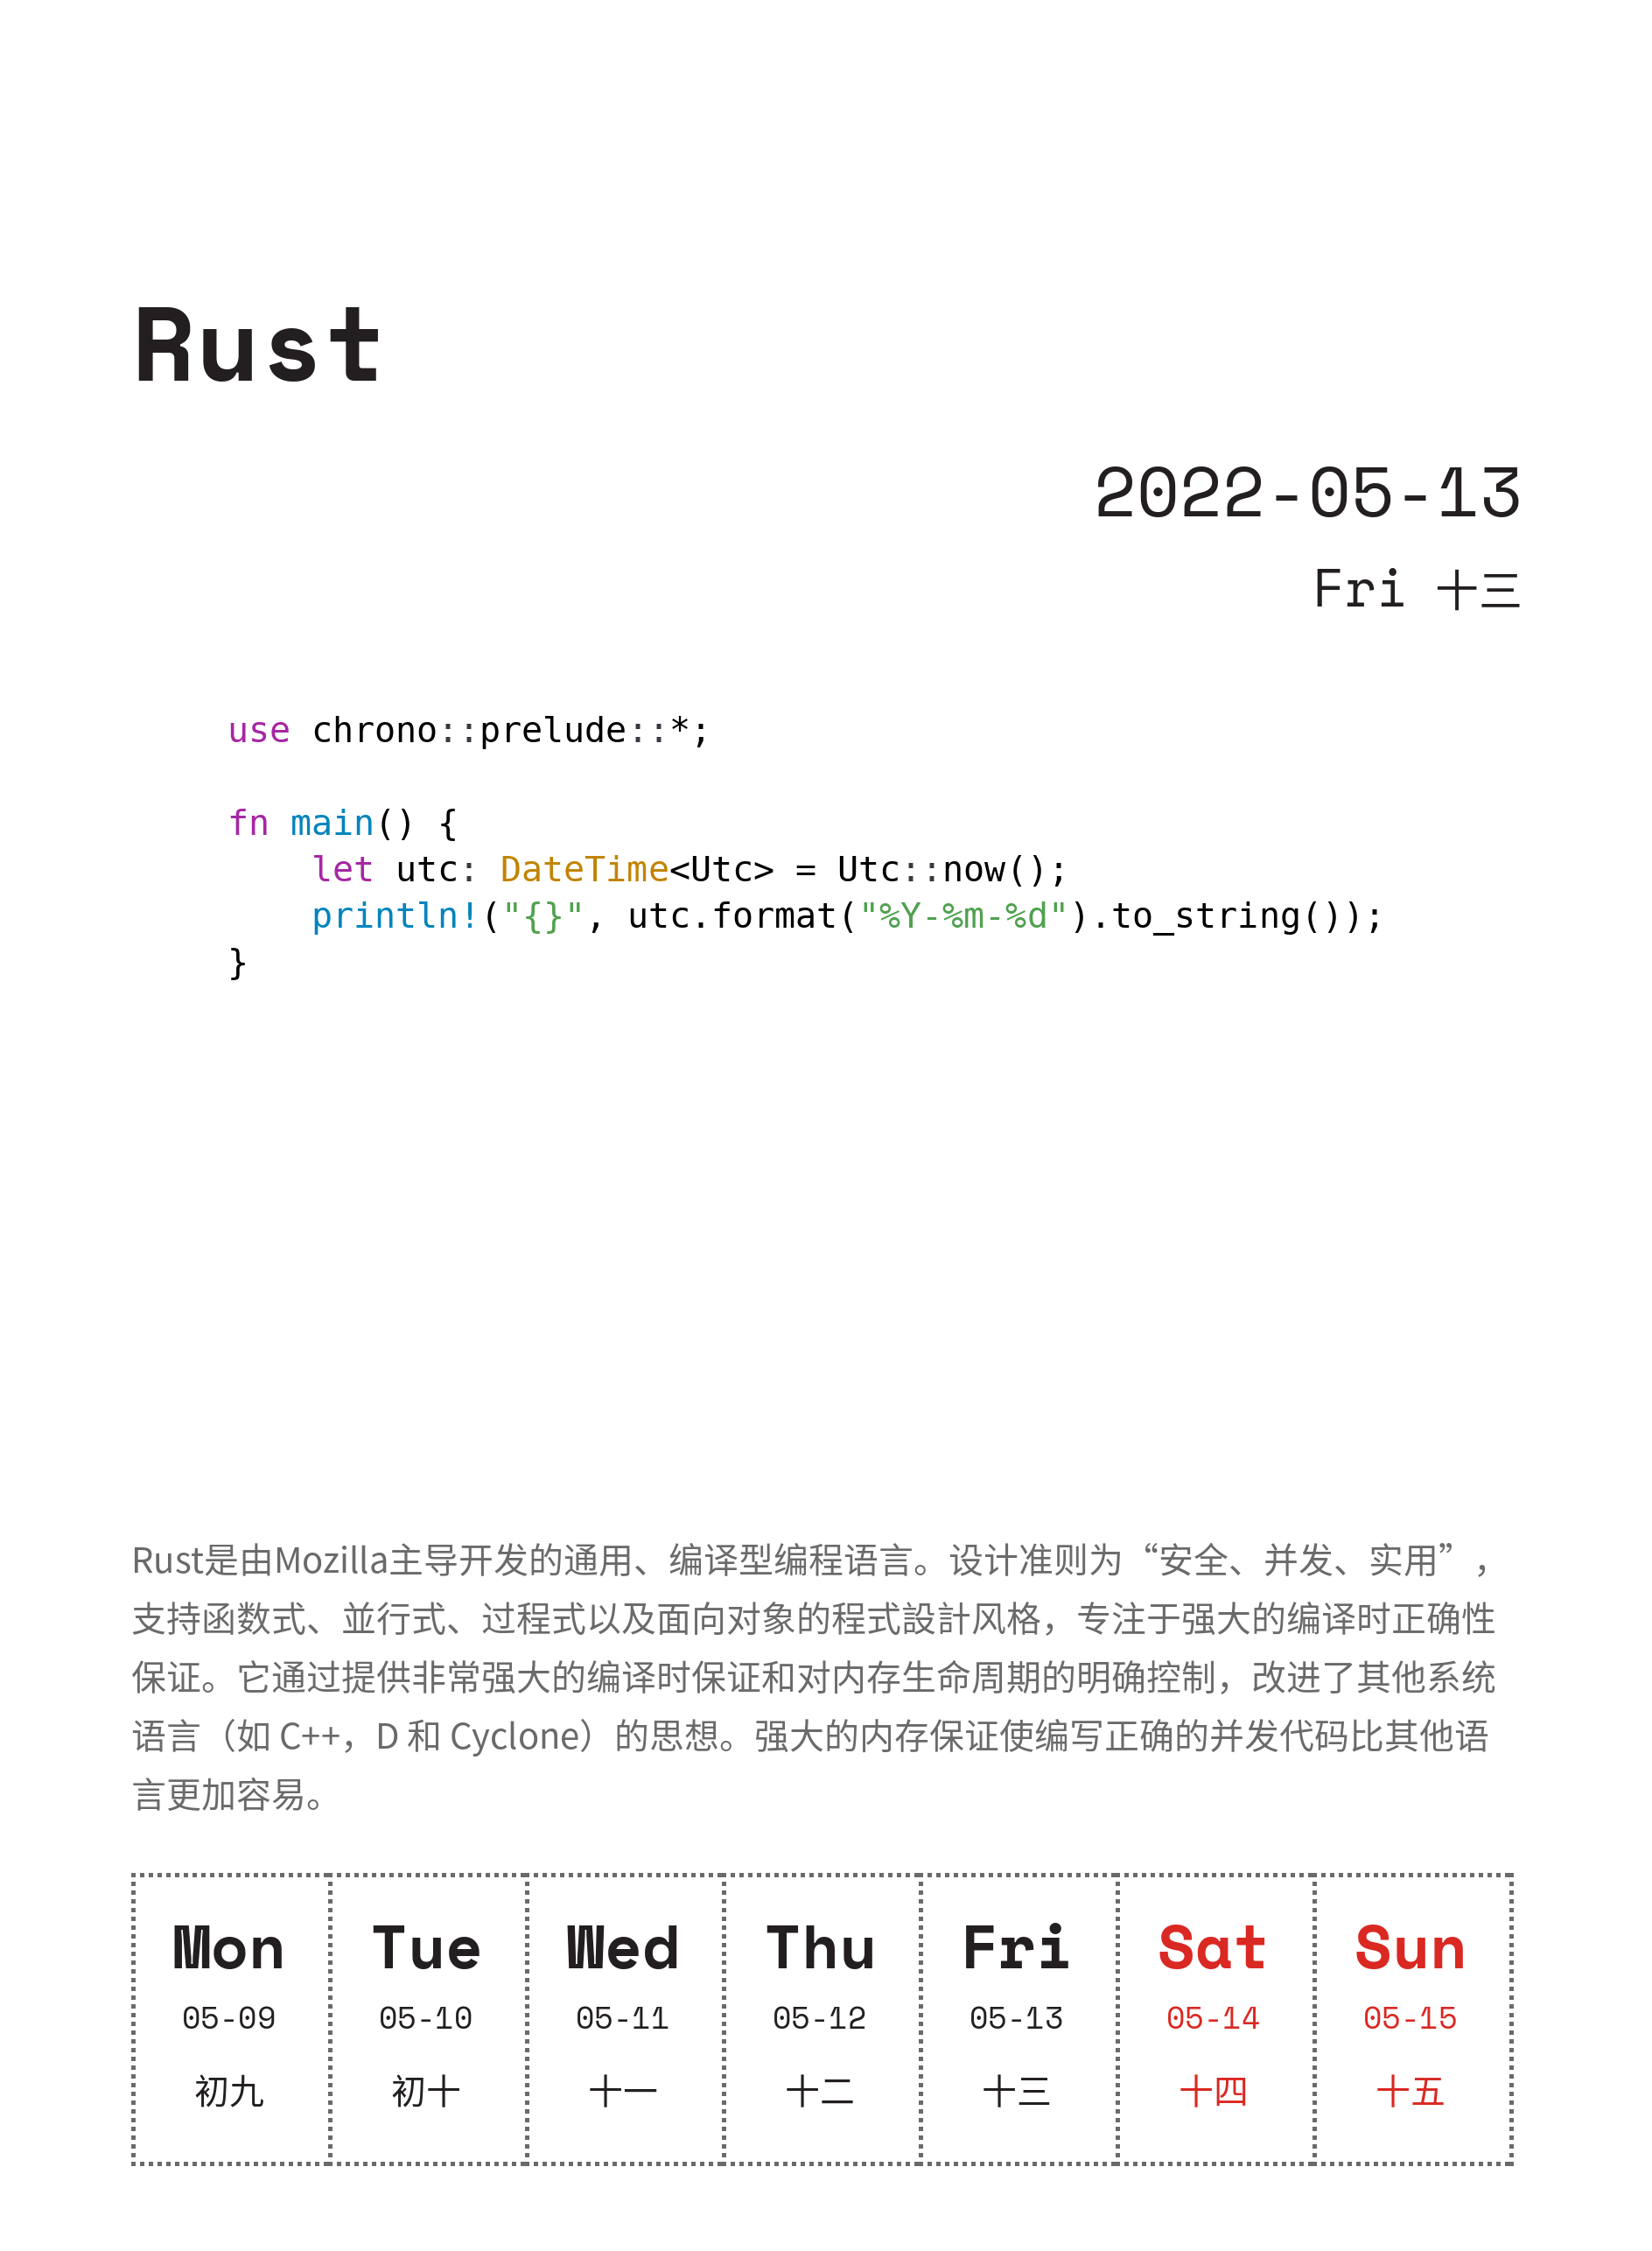 Rust
2022-05-13
Fri 十三
use chrono::prelude::*;
fn main() {
    let utc: DateTime<Utc> = Utc::now();
    println!("{}", utc.format("%Y-%m-%d").to_string());
}
Rust是由Mozilla主导开发的通用、编译型编程语言。设计准则为“安全、并发、实用”，
支持函数式、並行式、过程式以及面向对象的程式設計风格，专注于强大的编译时正确性
保证。它通过提供非常强大的编译时保证和对内存生命周期的明确控制，改进了其他系统
语言（如 C++，D 和 Cyclone）的思想。强大的内存保证使编写正确的并发代码比其他语
言更加容易。
Mon Tue Wed Thu Fri Sat Sun
05-09 05-10 05-11 05-12 05-13 05-14 05-15
初九 初十 十一 十二 十三 十四 十五